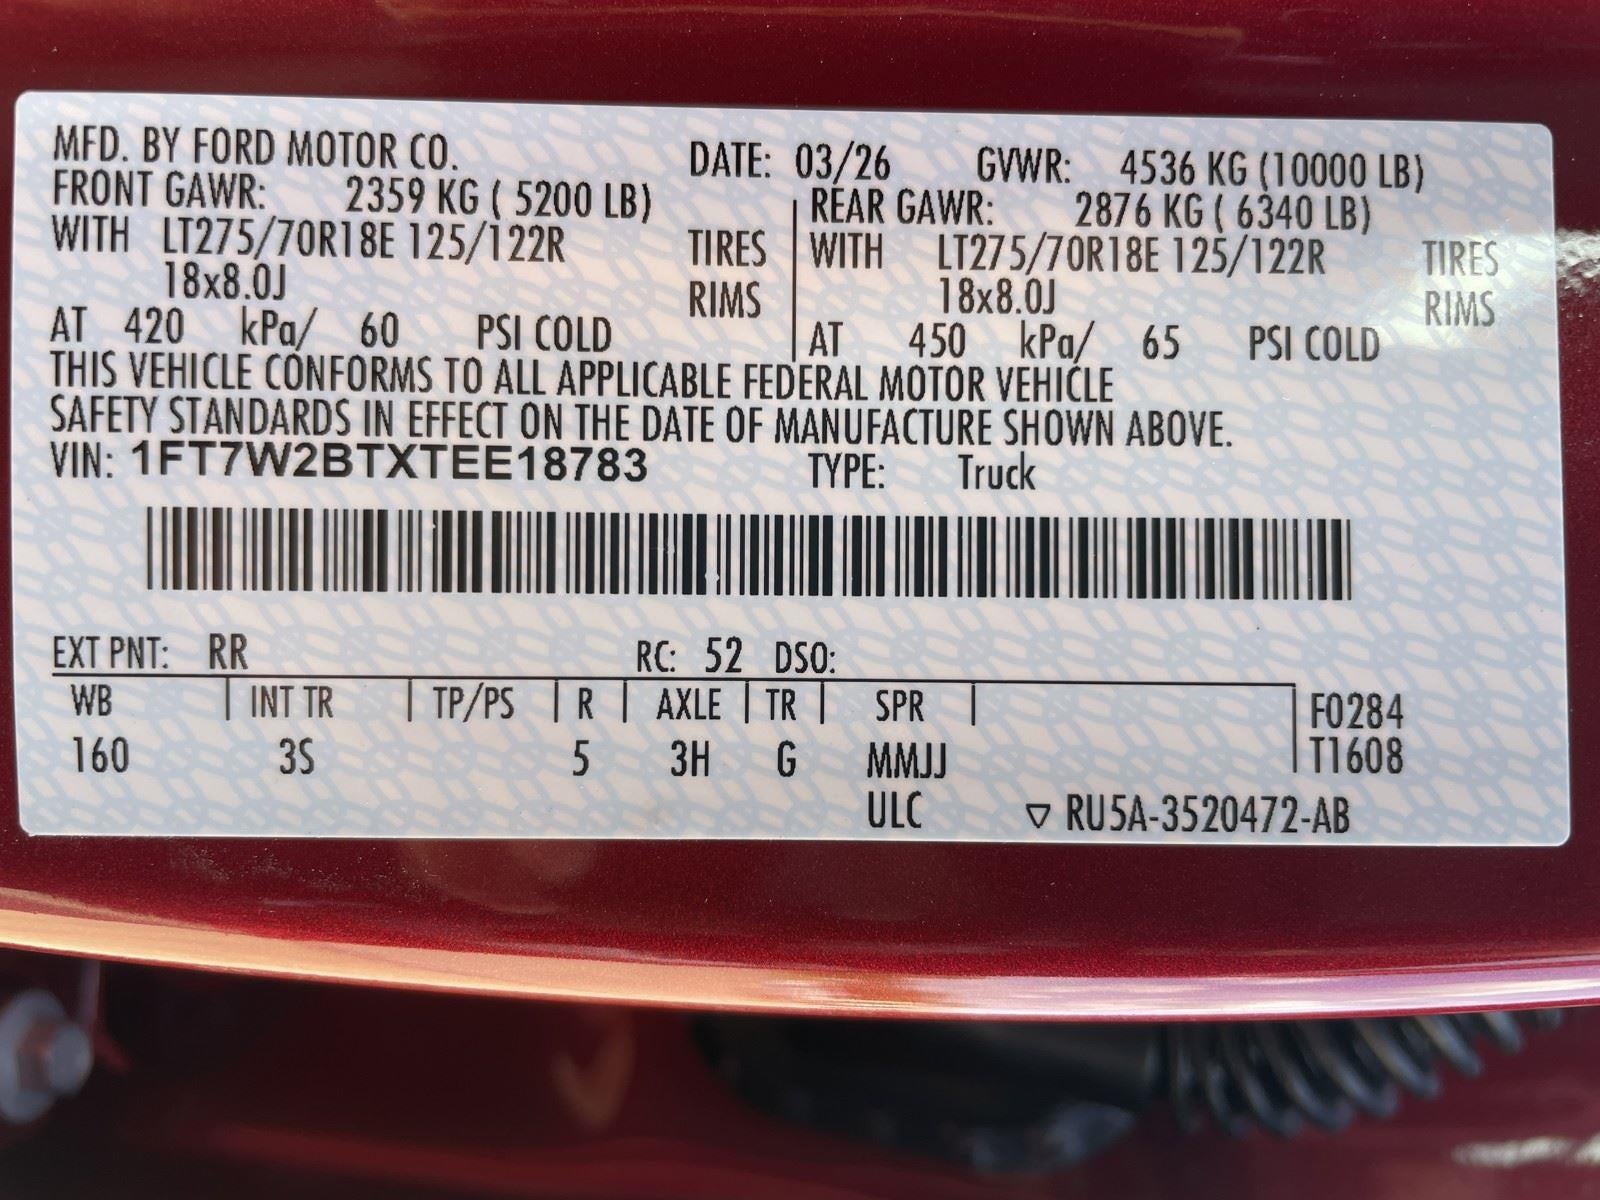 MFD. BY FORD MOTOR CO. DATE: 03/26 GVWR: 4536 KG (10000 LB)
FRONT GAWR: 2359 KG ( 5200 LB) REAR GAWR: 2876 KG ( 6340 LB)
WITH LT275/70R18E 125/122R TIRES WITH LT275/70R18E 125/122R TIRES
18x8.0J RIMS 18x8.0J RIMS
AT 420 kPa/ 60 PSI COLD AT 450 kPa/ 65 PSI COLD
THIS VEHICLE CONFORMS TO ALL APPLICABLE FEDERAL MOTOR VEHICLE
SAFETY STANDARDS IN EFFECT ON THE DATE OF MANUFACTURE SHOWN ABOVE.
VIN: 1FT7W2BTXTEE18783 TYPE: Truck
EXT PNT: RR RC: 52 DSO:
WB INT TR TP/PS R AXLE TR SPR F0284
160 3S 5 3H G MMJJ T1608
ULC ▽ RU5A-3520472-AB